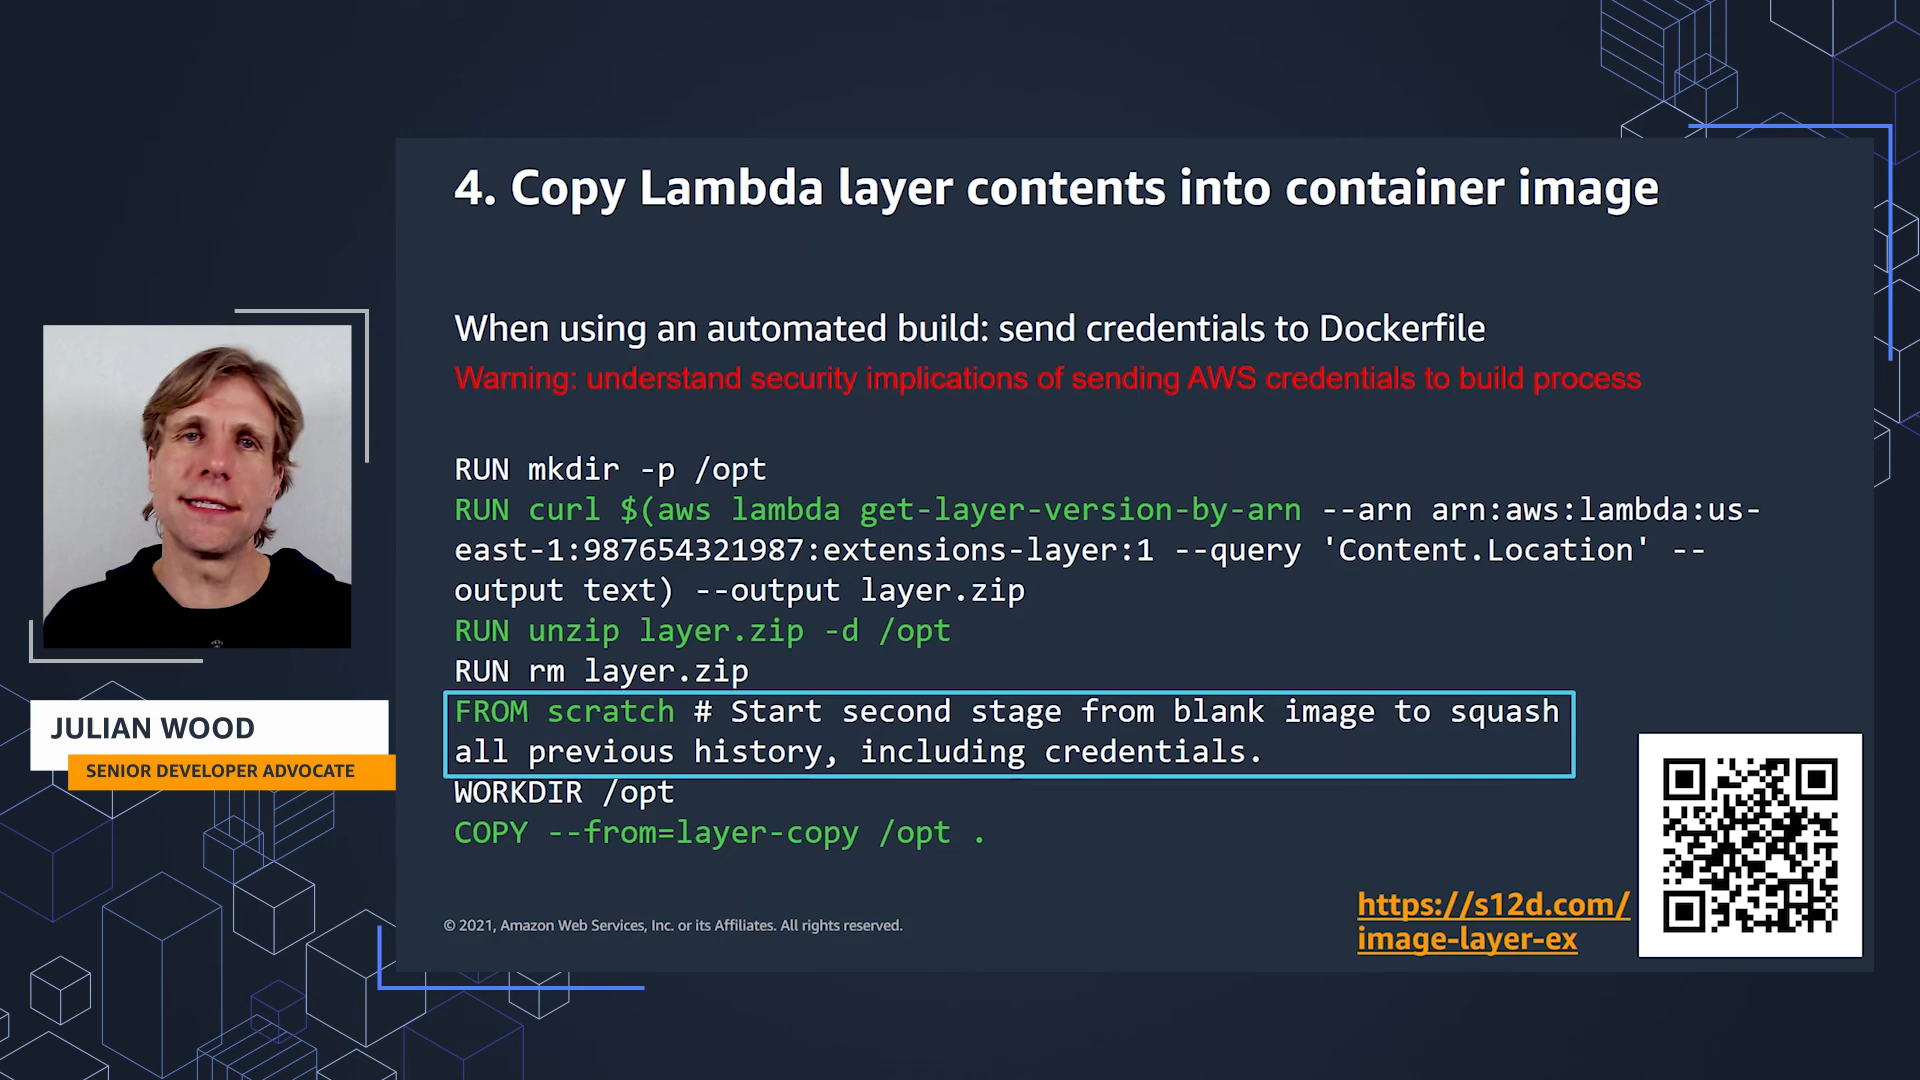 4. Copy Lambda layer contents into container image
When using an automated build: send credentials to Dockerfile
Warning: understand security implications of sending AWS credentials to build process
RUN mkdir -p /opt
RUN curl $(aws lambda get-layer-version-by-arn --arn arn:aws:lambda:us-
east-1:987654321987:extensions-layer:1 --query 'Content.Location' --
output text) --output layer.zip
RUN unzip layer.zip -d /opt
RUN rm layer.zip
FROM scratch # Start second stage from blank image to squash
all previous history, including credentials.
WORKDIR /opt
COPY --from=layer-copy /opt .
JULIAN WOOD
SENIOR DEVELOPER ADVOCATE
https://s12d.com/
image-layer-ex
© 2021, Amazon Web Services, Inc. or its Affiliates. All rights reserved.